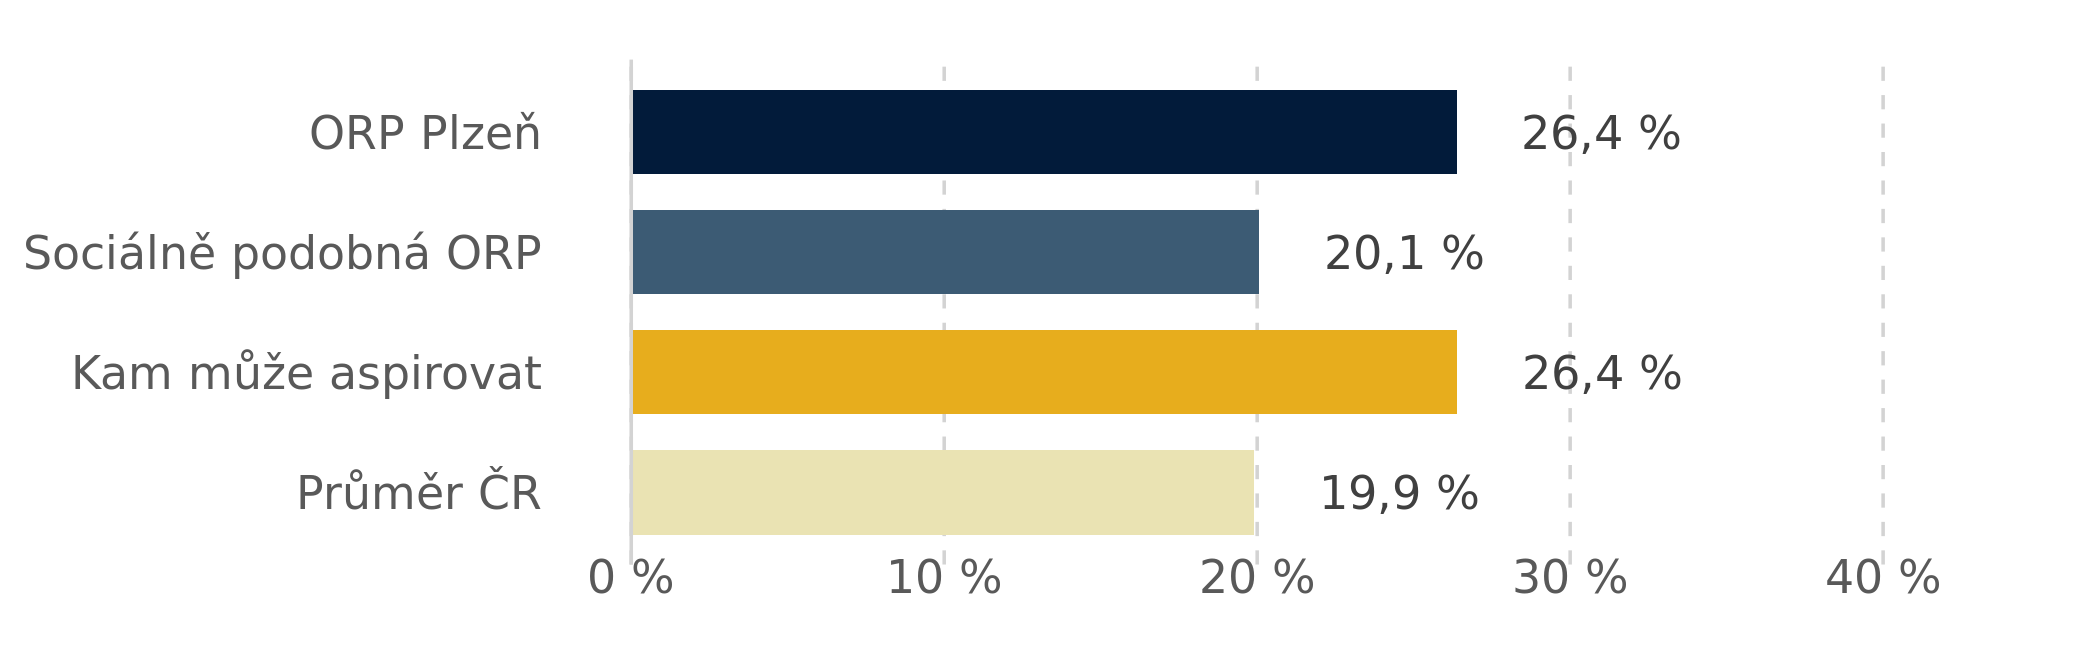 ORP Plzeň 26,4 %
Sociálně podobná ORP 20,1 %
Kam může aspirovat 26,4 %
Průměr ČR 19,9 %
0 % 10 % 20 % 30 % 40 %